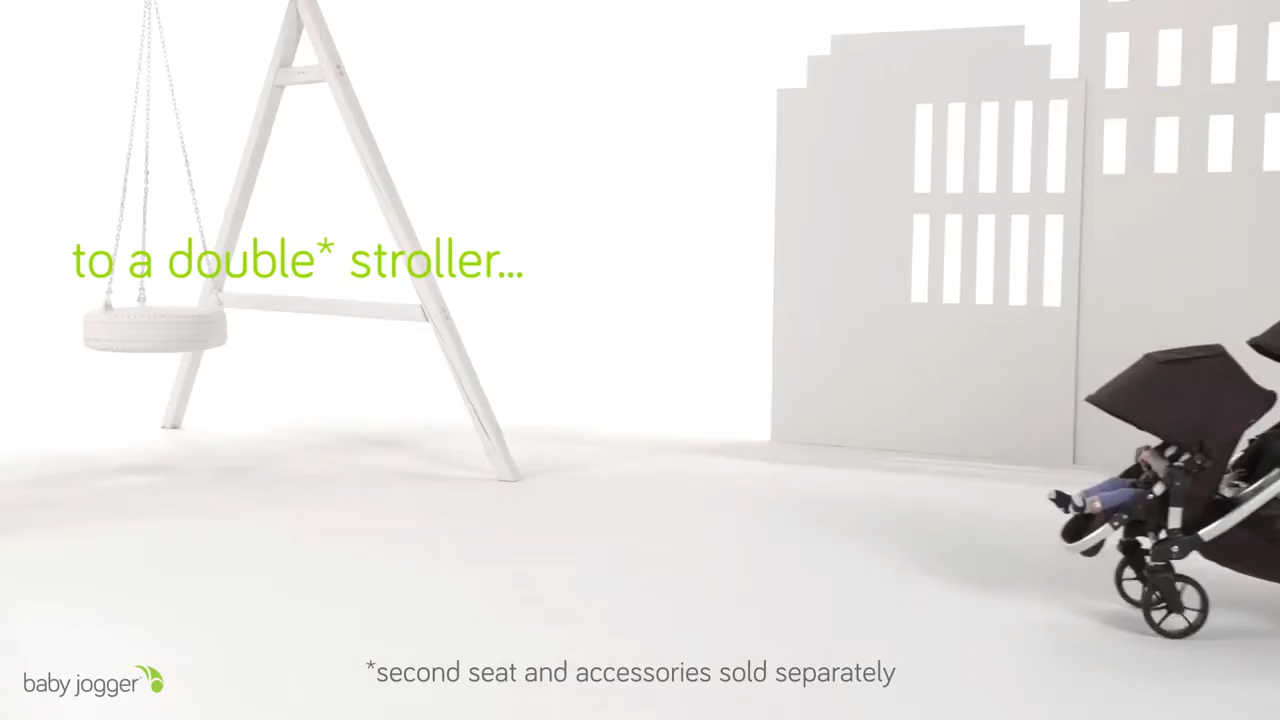 to a double* stroller...
*second seat and accessories sold separately
baby jogger